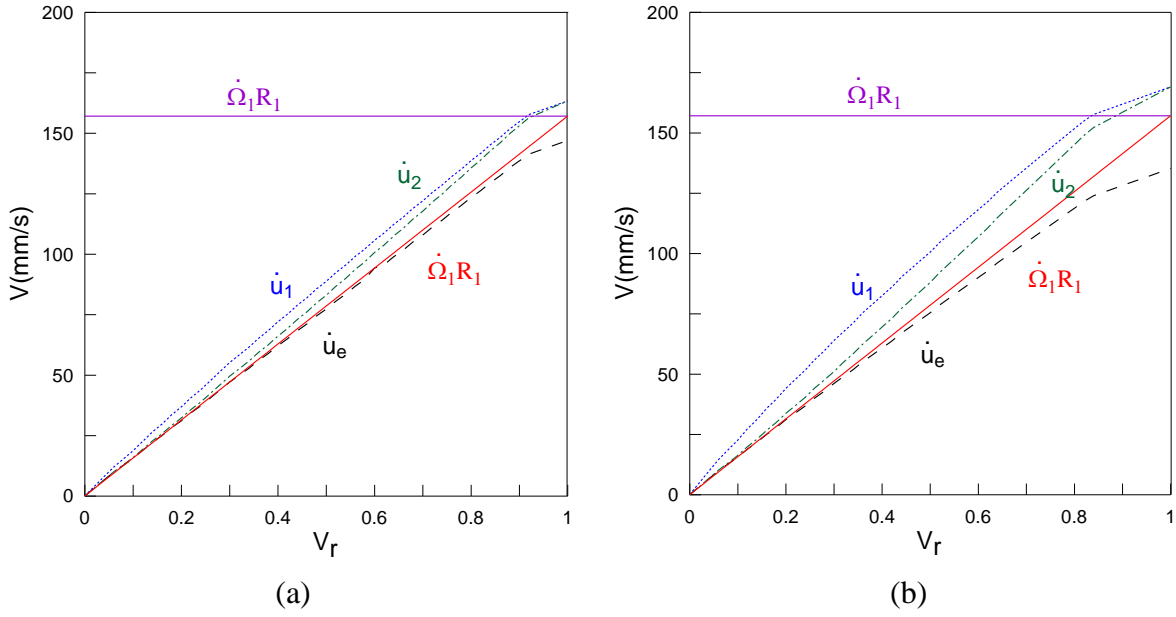 200
150
100
50
0
V(mm/s)
0
0.2
0.4
0.6
0.8
1
V_r
Ω̇₁R₁
u̇₂
u̇₁
Ω̇₁R₁
u̇ₑ
(a)
200
150
100
50
0
V(mm/s)
0
0.2
0.4
0.6
0.8
1
V_r
Ω̇₁R₁
u̇₂
u̇₁
Ω̇₁R₁
u̇ₑ
(b)